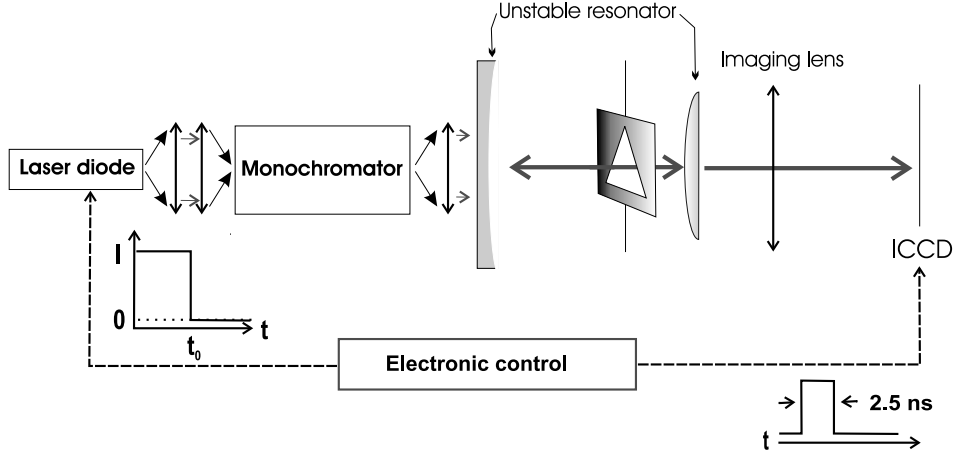 Unstable resonator
Imaging lens
Laser diode
Monochromator
ICCD
I
0
t
t₀
Electronic control
2.5 ns
t